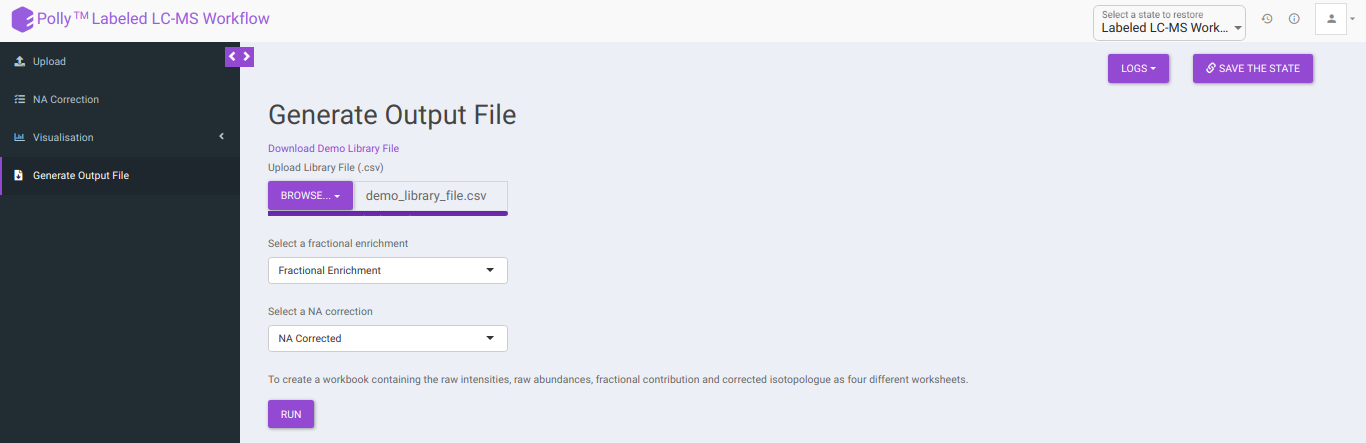 Polly™ Labeled LC-MS Workflow
Select a state to restore
Labeled LC-MS Work...
Upload
NA Correction
Visualisation
Generate Output File
LOGS
SAVE THE STATE
Generate Output File
Download Demo Library File
Upload Library File (.csv)
BROWSE... demo_library_file.csv
Select a fractional enrichment
Fractional Enrichment
Select a NA correction
NA Corrected
To create a workbook containing the raw intensities, raw abundances, fractional contribution and corrected isotopologue as four different worksheets.
RUN